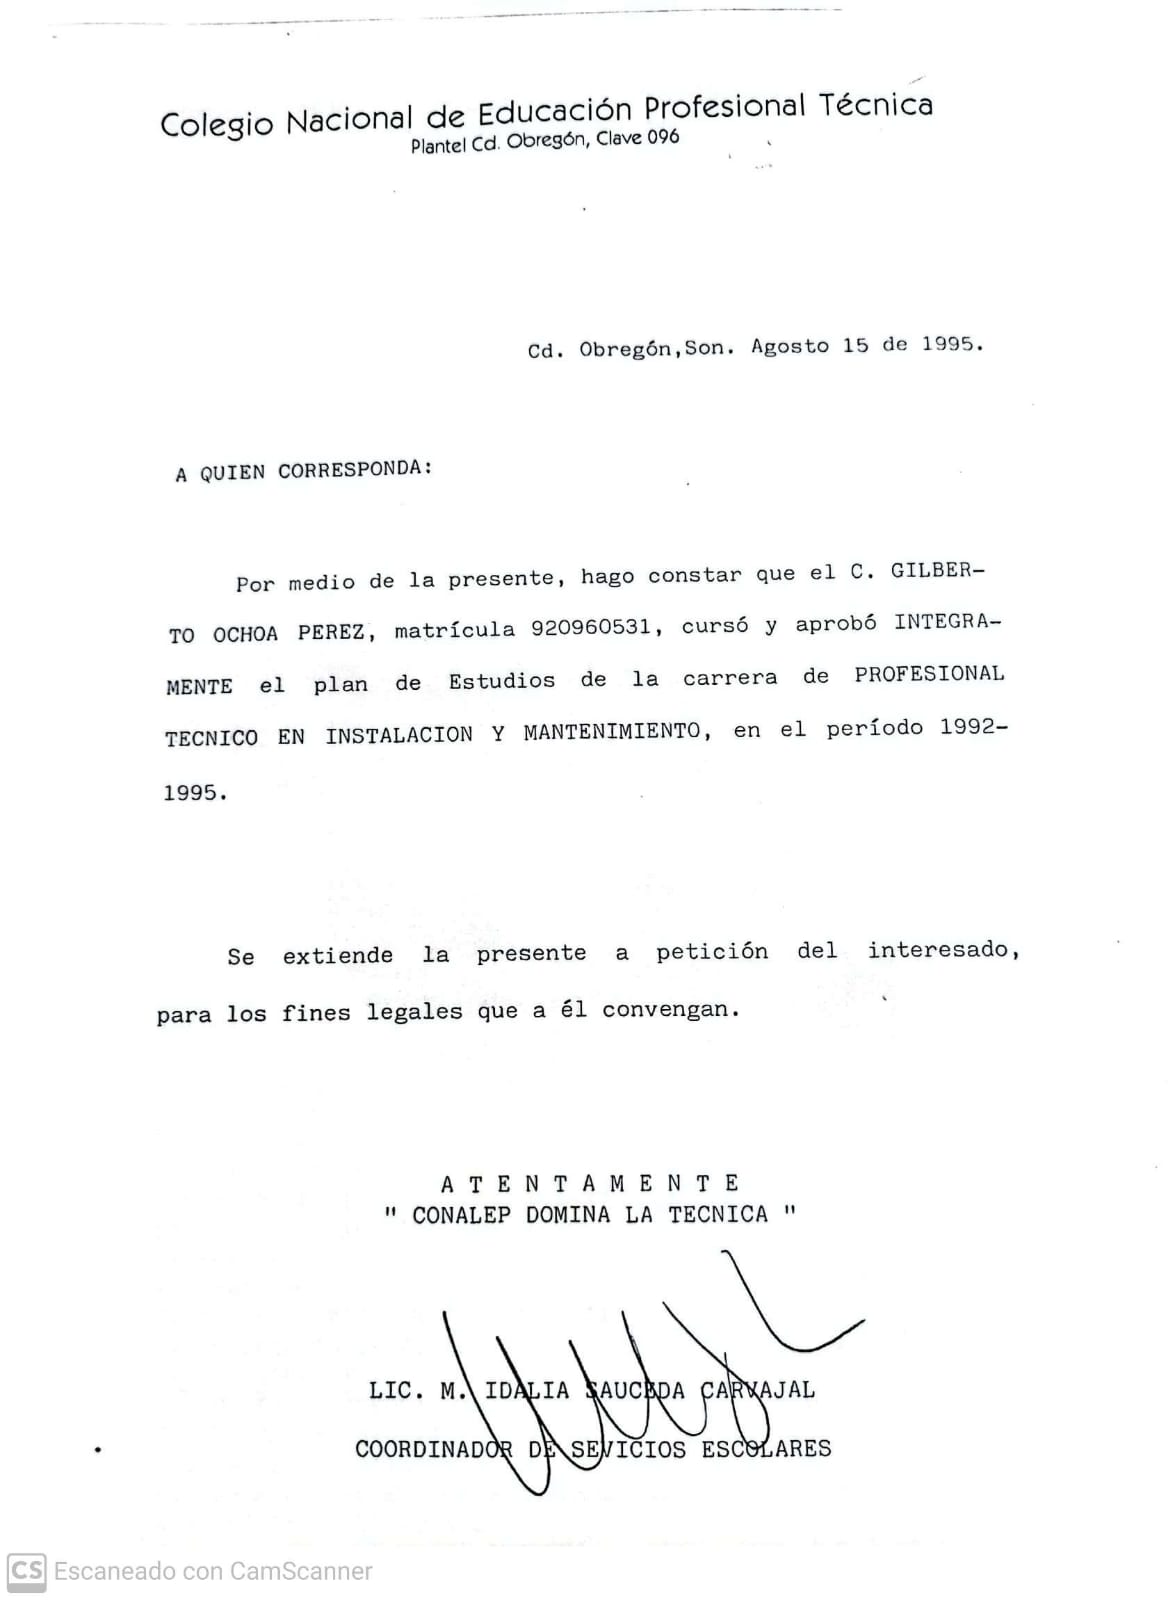 Colegio Nacional de Educación Profesional Técnica
Plantel Cd. Obregón, Clave 096
Cd. Obregón,Son. Agosto 15 de 1995.
A QUIEN CORRESPONDA:
Por medio de la presente, hago constar que el C. GILBER-
TO OCHOA PEREZ, matrícula 920960531, cursó y aprobó INTEGRA-
MENTE el plan de Estudios de la carrera de PROFESIONAL
TECNICO EN INSTALACION Y MANTENIMIENTO, en el período 1992-
1995.
Se extiende la presente a petición del interesado,
para los fines legales que a él convengan.
A T E N T A M E N T E
" CONALEP DOMINA LA TECNICA "
LIC. M. IDALIA SAUCEDA CARVAJAL
COORDINADOR DE SEVICIOS ESCOLARES
CS Escaneado con CamScanner